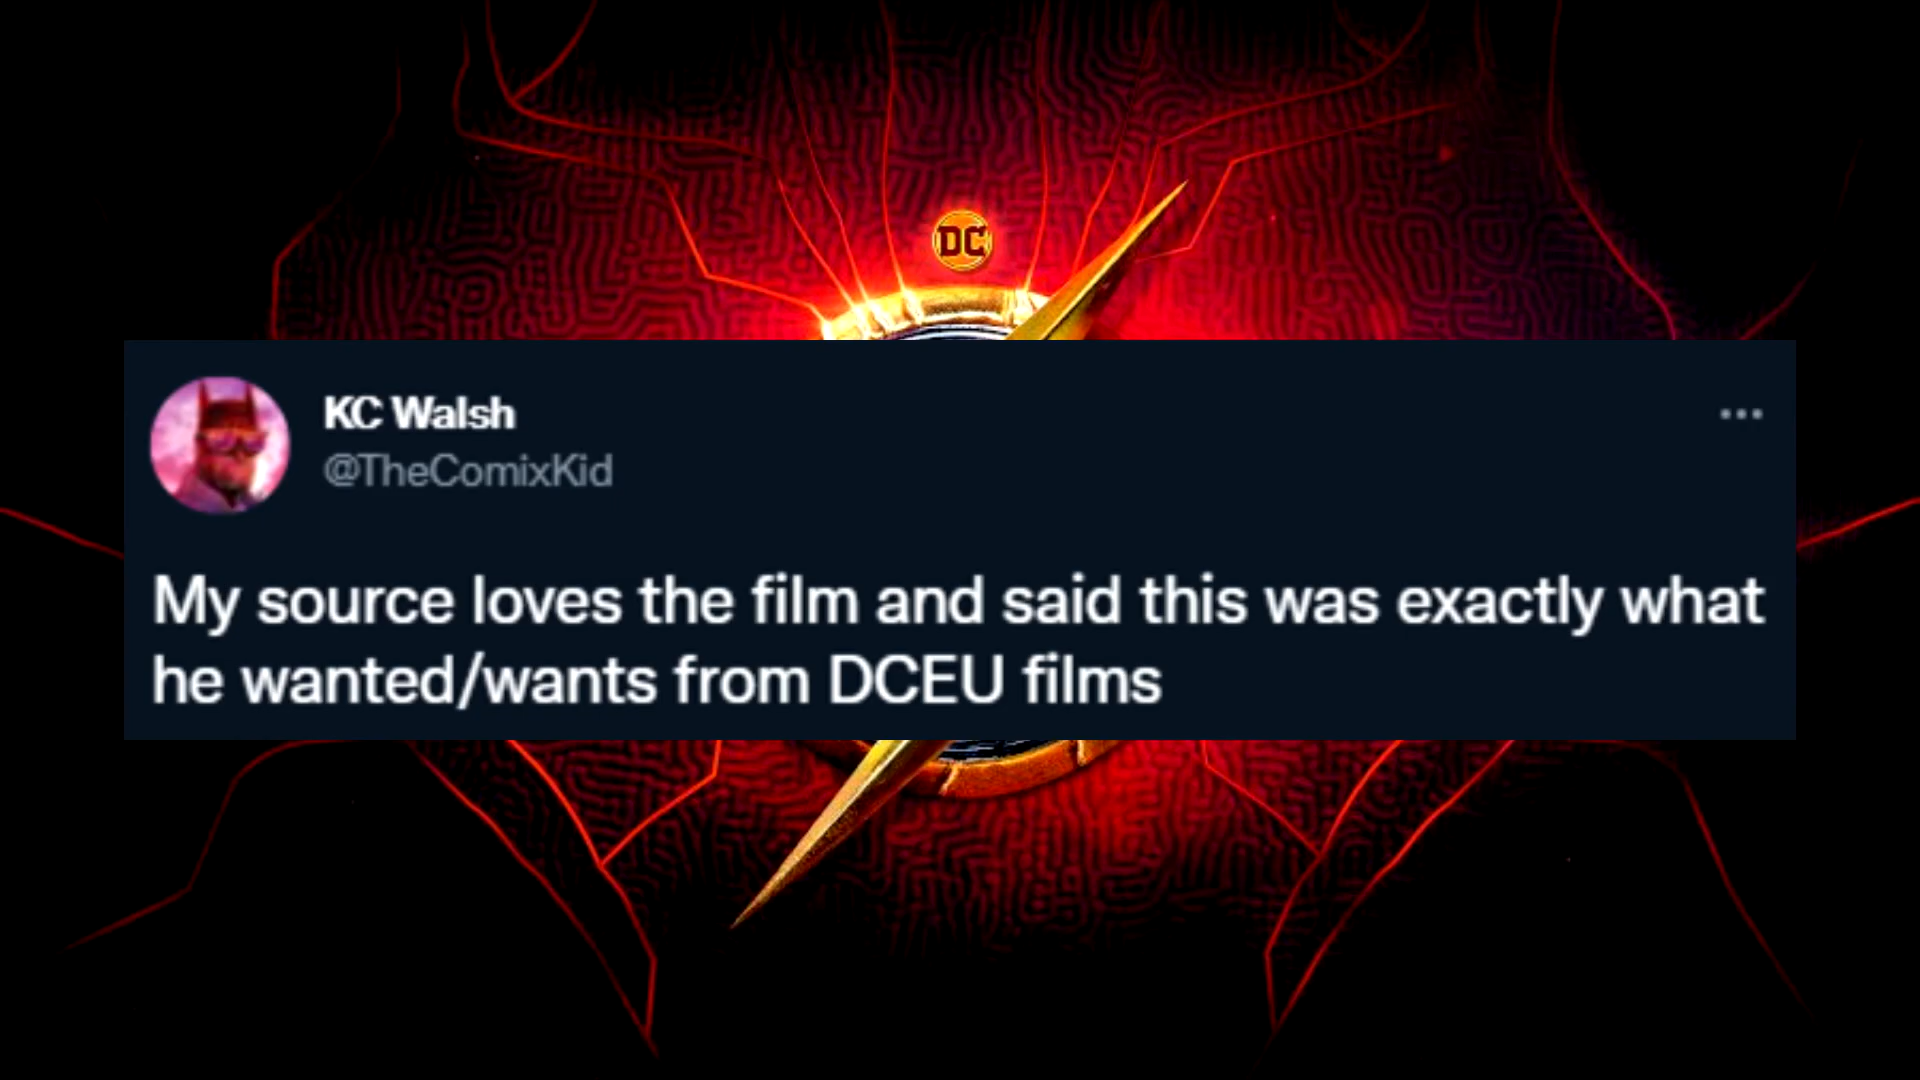 DC
KC Walsh
@TheComixKid
My source loves the film and said this was exactly what
he wanted/wants from DCEU films